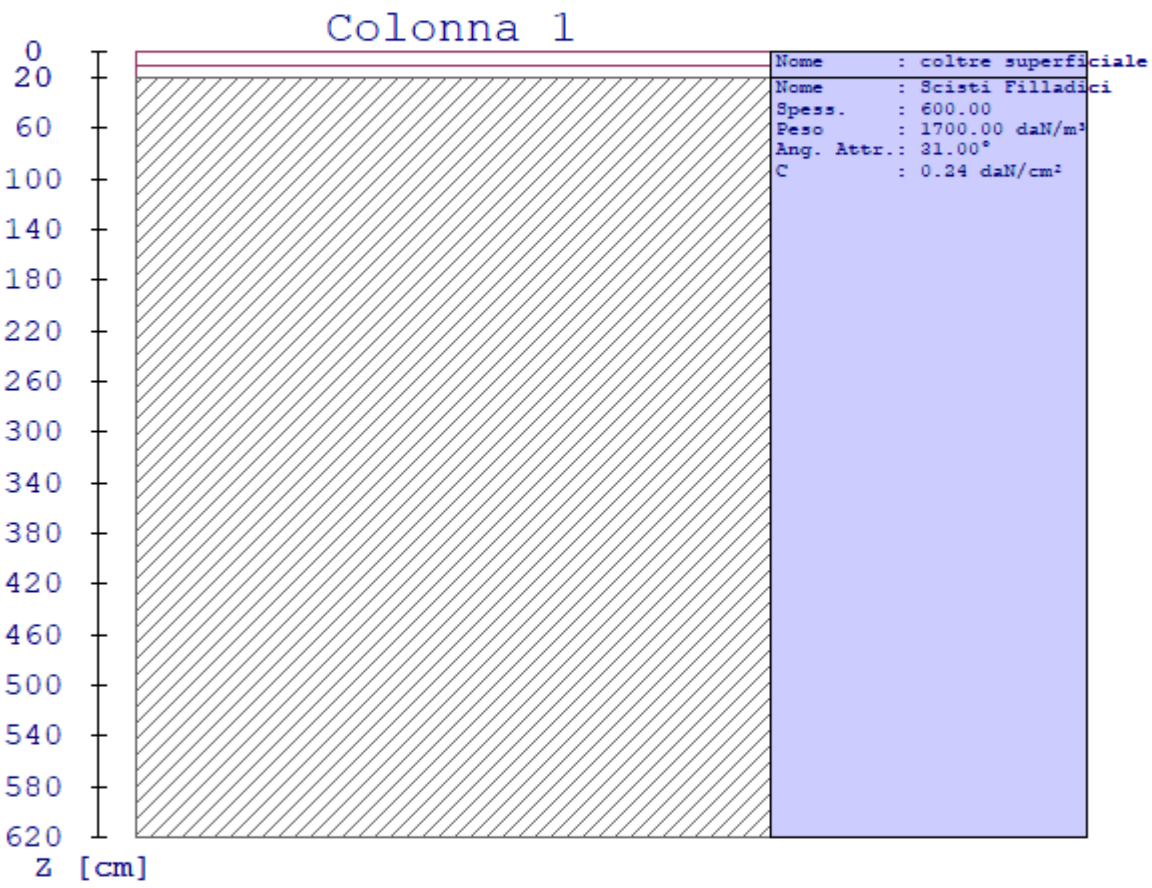 Colonna 1
0
20
60
100
140
180
220
260
300
340
380
420
460
500
540
580
620
Z [cm]
Nome : coltre superficiale
Nome : Scisti Filladici
Spess. : 600.00
Peso : 1700.00 daN/m³
Ang. Attr.: 31.00°
C : 0.24 daN/cm²